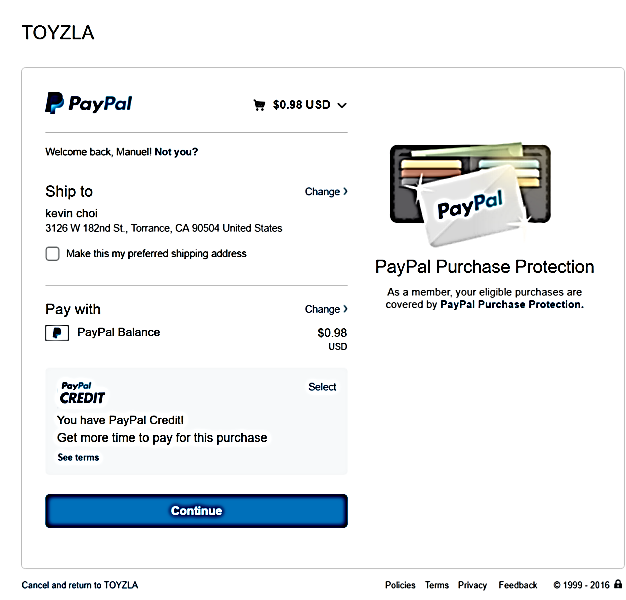 TOYZLA
PayPal
$0.98 USD
Welcome back, Manuel! Not you?
Ship to
Change
kevin choi
3126 W 182nd St., Torrance, CA 90504 United States
Make this my preferred shipping address
Pay with
Change
PayPal Balance
$0.98
USD
PayPal
CREDIT
Select
You have PayPal Credit!
Get more time to pay for this purchase
See terms
Continue
PayPal
PayPal Purchase Protection
As a member, your eligible purchases are
covered by PayPal Purchase Protection.
Cancel and return to TOYZLA
Policies Terms Privacy Feedback © 1999 - 2016